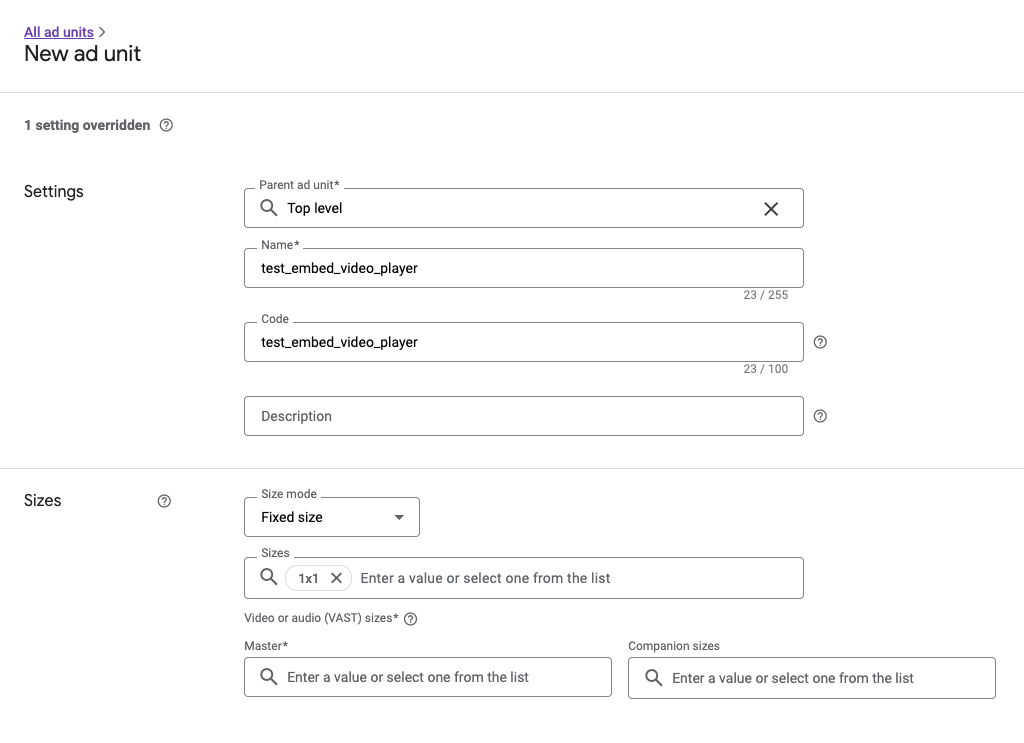 All ad units
New ad unit
1 setting overridden
Settings
Parent ad unit*
Top level
Name*
test_embed_video_player
23 / 255
Code
test_embed_video_player
23 / 100
Description
Sizes
Size mode
Fixed size
Sizes
1x1 Enter a value or select one from the list
Video or audio (VAST) sizes*
Master* Companion sizes
Enter a value or select one from the list Enter a value or select one from the list